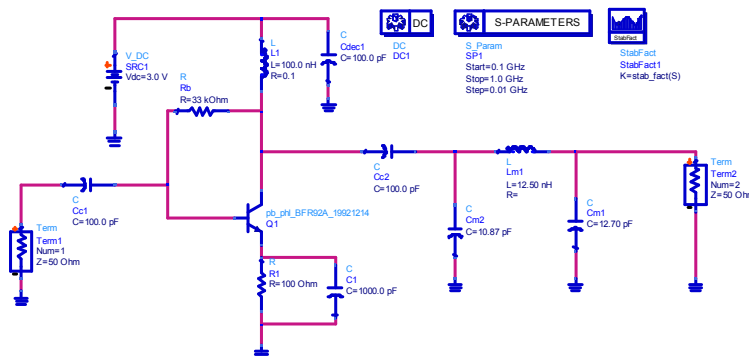 V_DC
SRC1
Vdc=3.0 V
L
L1
L=100.0 nH
R=0.1
C
Cdec1
C=100.0 pF
DC
DC
DC1
S-PARAMETERS
S_Param
SP1
Start=0.1 GHz
Stop=1.0 GHz
Step=0.01 GHz
StabFact
StabFact
StabFact1
K=stab_fact(S)
R
Rb
R=33 kOhm
C
Cc1
C=100.0 pF
Term
Term1
Num=1
Z=50 Ohm
pb_phl_BFR92A_19921214
Q1
R
R1
R=100 Ohm
C
C1
C=1000.0 pF
C
Cc2
C=100.0 pF
C
Cm2
C=10.87 pF
L
Lm1
L=12.50 nH
R=
C
Cm1
C=12.70 pF
Term
Term2
Num=2
Z=50 Ohm